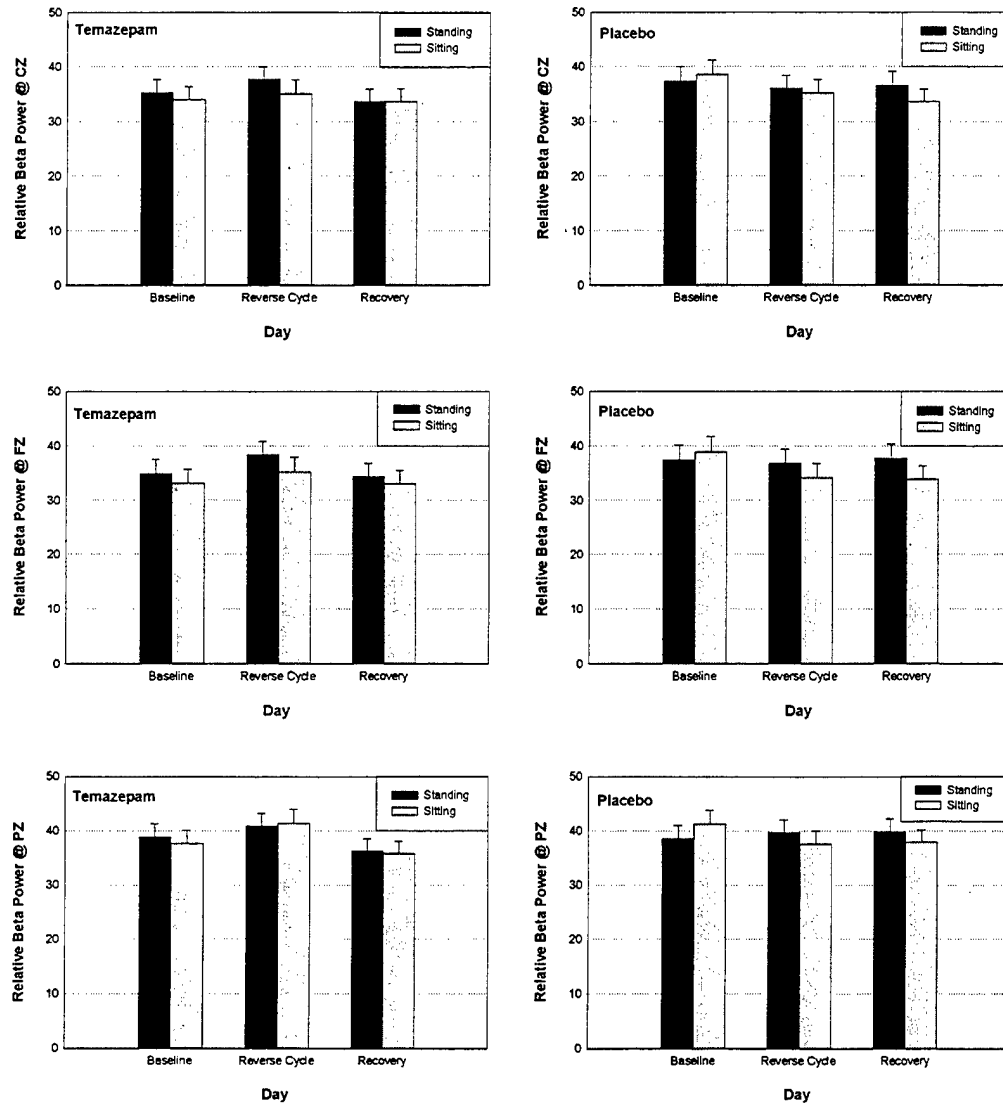 Temazepam
Standing
Sitting
Relative Beta Power @ CZ
50
40
30
20
10
0
Baseline
Reverse Cycle
Recovery
Day
Placebo
Standing
Sitting
Relative Beta Power @ CZ
50
40
30
20
10
0
Baseline
Reverse Cycle
Recovery
Day
Temazepam
Standing
Sitting
Relative Beta Power @ FZ
50
40
30
20
10
0
Baseline
Reverse Cycle
Recovery
Day
Placebo
Standing
Sitting
Relative Beta Power @ FZ
50
40
30
20
10
0
Baseline
Reverse Cycle
Recovery
Day
Temazepam
Standing
Sitting
Relative Beta Power @ PZ
50
40
30
20
10
0
Baseline
Reverse Cycle
Recovery
Day
Placebo
Standing
Sitting
Relative Beta Power @ PZ
50
40
30
20
10
0
Baseline
Reverse Cycle
Recovery
Day